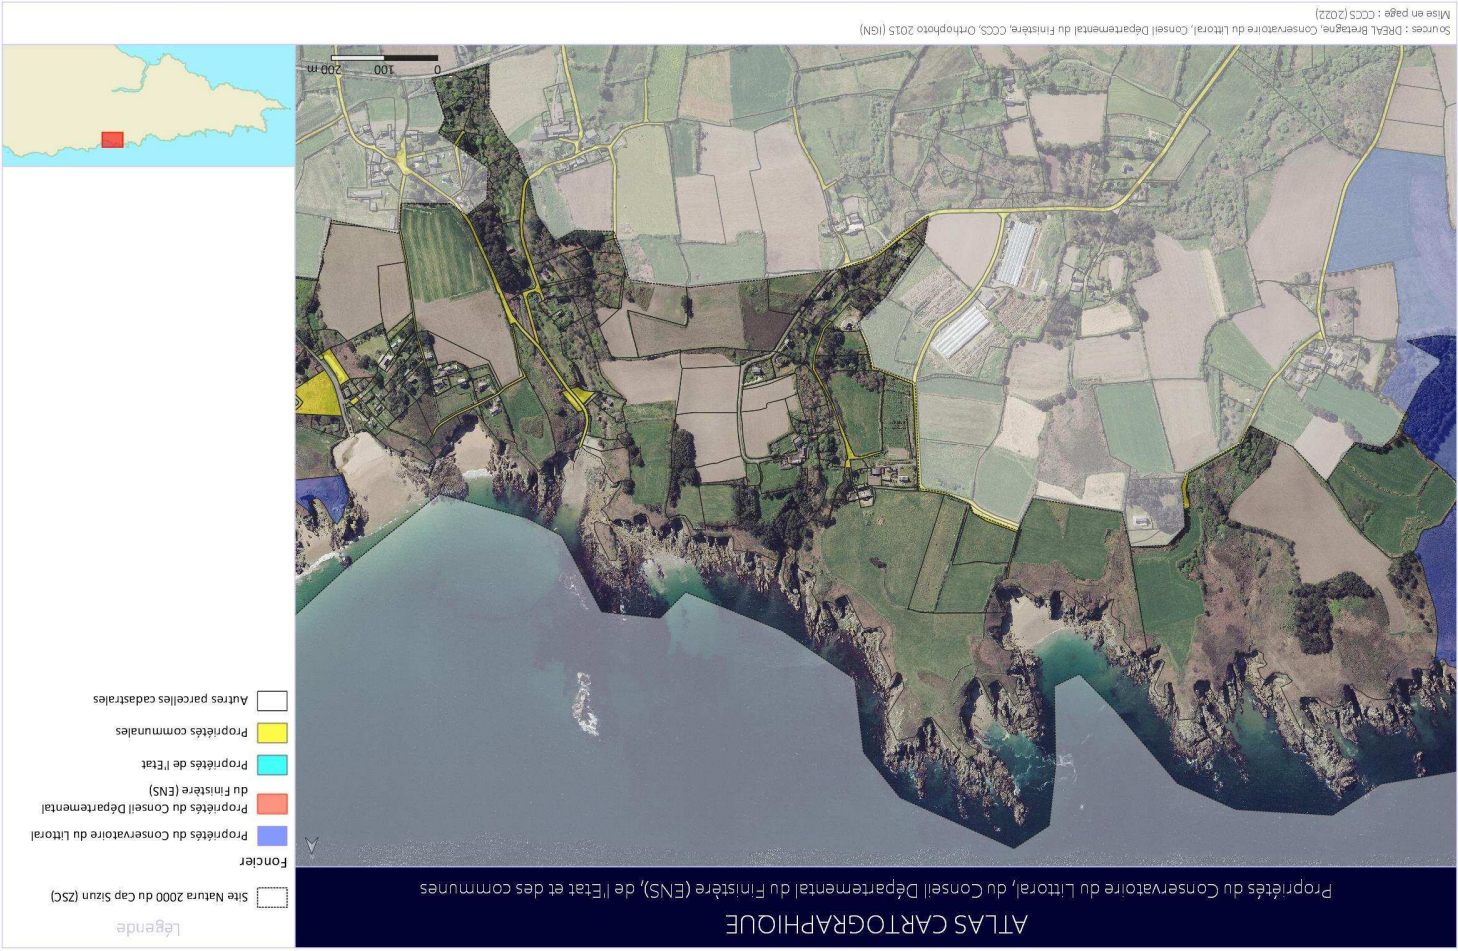 ATLAS CARTOGRAPHIQUE
Propriétés du Conservatoire du Littoral, du Conseil Départemental du Finistère (ENS), de l'Etat et des communes
Légende
Site Natura 2000 du Cap Sizun (ZSC)
Foncier
Propriétés du Conservatoire du Littoral
Propriétés du Conseil Départemental
du Finistère (ENS)
Propriétés de l'Etat
Propriétés communales
Autres parcelles cadastrales
0 100 200 m
Sources : DREAL Bretagne, Conservatoire du Littoral, Conseil Départemental du Finistère, CCCS, Orthophoto 2015 (IGN)
Mise en page : CCCS (2022)